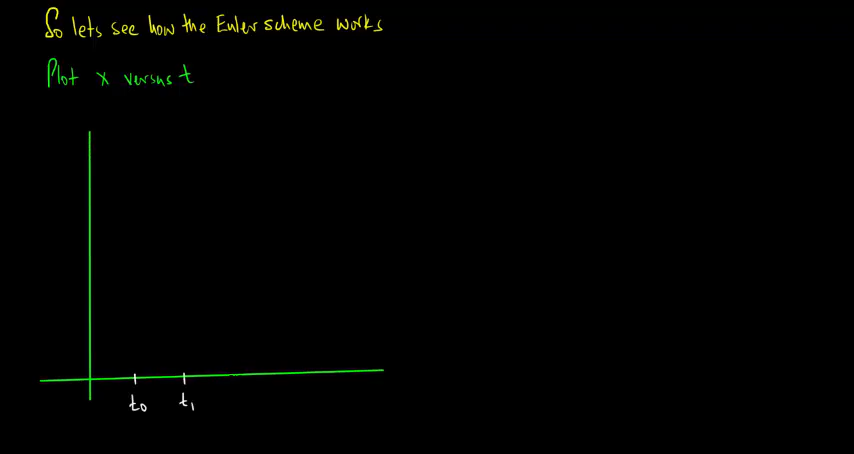 So lets see how the Euler scheme works
Plot x versus t
t₀ t₁